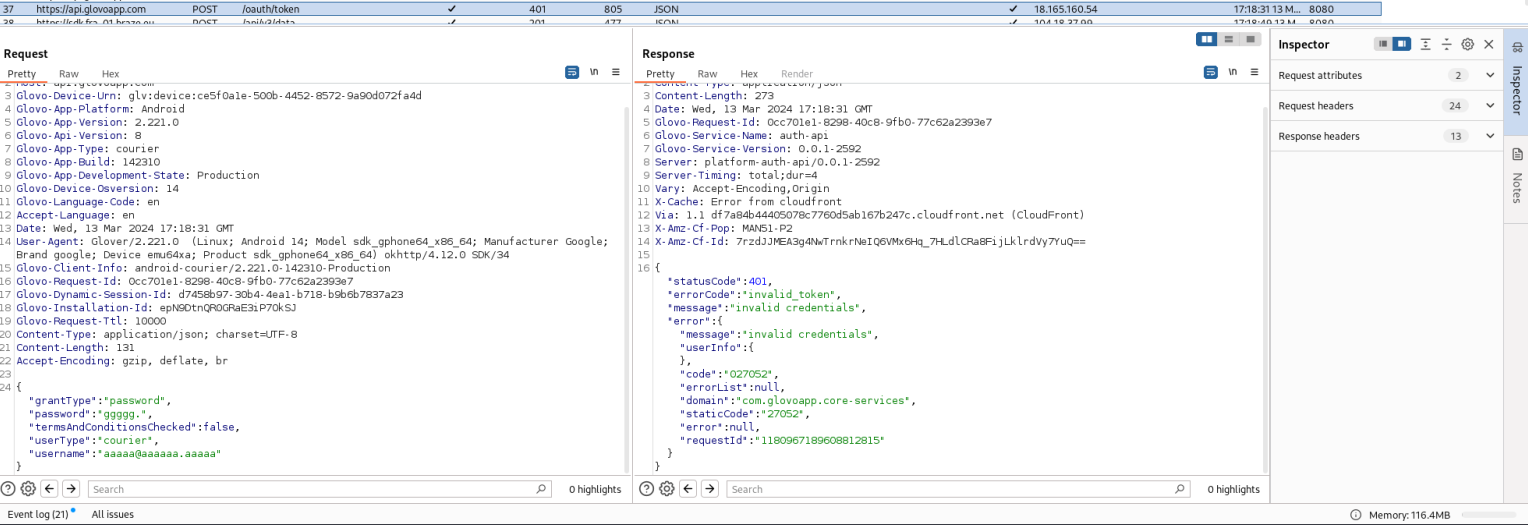 37 https://api.glovoapp.com POST /oauth/token ✓ 401 805 JSON ✓ 18.165.160.54 17:18:31 13 M... 8080
38 https://sdk.fra-01.braze.eu POST /api/v3/data ✓ 201 477 JSON ✓ 104.18.37.99 17:18:49 13 M... 8080
Request
Pretty Raw Hex
\n
2 Host: api.glovoapp.com
3 Glovo-Device-Urn: glv:device:ce5f0a1e-500b-4452-8572-9a90d072fa4d
4 Glovo-App-Platform: Android
5 Glovo-App-Version: 2.221.0
6 Glovo-Api-Version: 8
7 Glovo-App-Type: courier
8 Glovo-App-Build: 142310
9 Glovo-App-Development-State: Production
10 Glovo-Device-Osversion: 14
11 Glovo-Language-Code: en
12 Accept-Language: en
13 Date: Wed, 13 Mar 2024 17:18:31 GMT
14 User-Agent: Glover/2.221.0 (Linux; Android 14; Model sdk_gphone64_x86_64; Manufacturer Google;
Brand google; Device emu64xa; Product sdk_gphone64_x86_64) okhttp/4.12.0 SDK/34
15 Glovo-Client-Info: android-courier/2.221.0-142310-Production
16 Glovo-Request-Id: 0cc701e1-8298-40c8-9fb0-77c62a2393e7
17 Glovo-Dynamic-Session-Id: d7458b97-30b4-4ea1-b718-b9b6b7837a23
18 Glovo-Installation-Id: epN9DtnQR0GRaE3iP70kSJ
19 Glovo-Request-Ttl: 10000
20 Content-Type: application/json; charset=UTF-8
21 Content-Length: 131
22 Accept-Encoding: gzip, deflate, br
23
24 {
"grantType":"password",
"password":"ggggg.",
"termsAndConditionsChecked":false,
"userType":"courier",
"username":"aaaaa@aaaaaa.aaaaa"
}
Search
0 highlights
Response
Pretty Raw Hex Render
\n
2 Content-Type: application/json
3 Content-Length: 273
4 Date: Wed, 13 Mar 2024 17:18:31 GMT
5 Glovo-Request-Id: 0cc701e1-8298-40c8-9fb0-77c62a2393e7
6 Glovo-Service-Name: auth-api
7 Glovo-Service-Version: 0.0.1-2592
8 Server: platform-auth-api/0.0.1-2592
9 Server-Timing: total;dur=4
10 Vary: Accept-Encoding,Origin
11 X-Cache: Error from cloudfront
12 Via: 1.1 df7a84b44405078c7760d5ab167b247c.cloudfront.net (CloudFront)
13 X-Amz-Cf-Pop: MAN51-P2
14 X-Amz-Cf-Id: 7rzdJJMEA3g4NwTrnkrNeIQ6VMx6Hq_7HLdlCRa8FijLklrdVy7YuQ==
15
16 {
"statusCode":401,
"errorCode":"invalid_token",
"message":"invalid credentials",
"error":{
"message":"invalid credentials",
"userInfo":{
},
"code":"027052",
"errorList":null,
"domain":"com.glovoapp.core-services",
"staticCode":"27052",
"error":null,
"requestId":"1180967189608812815"
}
}
Search
0 highlights
Inspector
Request attributes 2
Request headers 24
Response headers 13
Inspector
Notes
Event log (21) All issues
Memory: 116.4MB